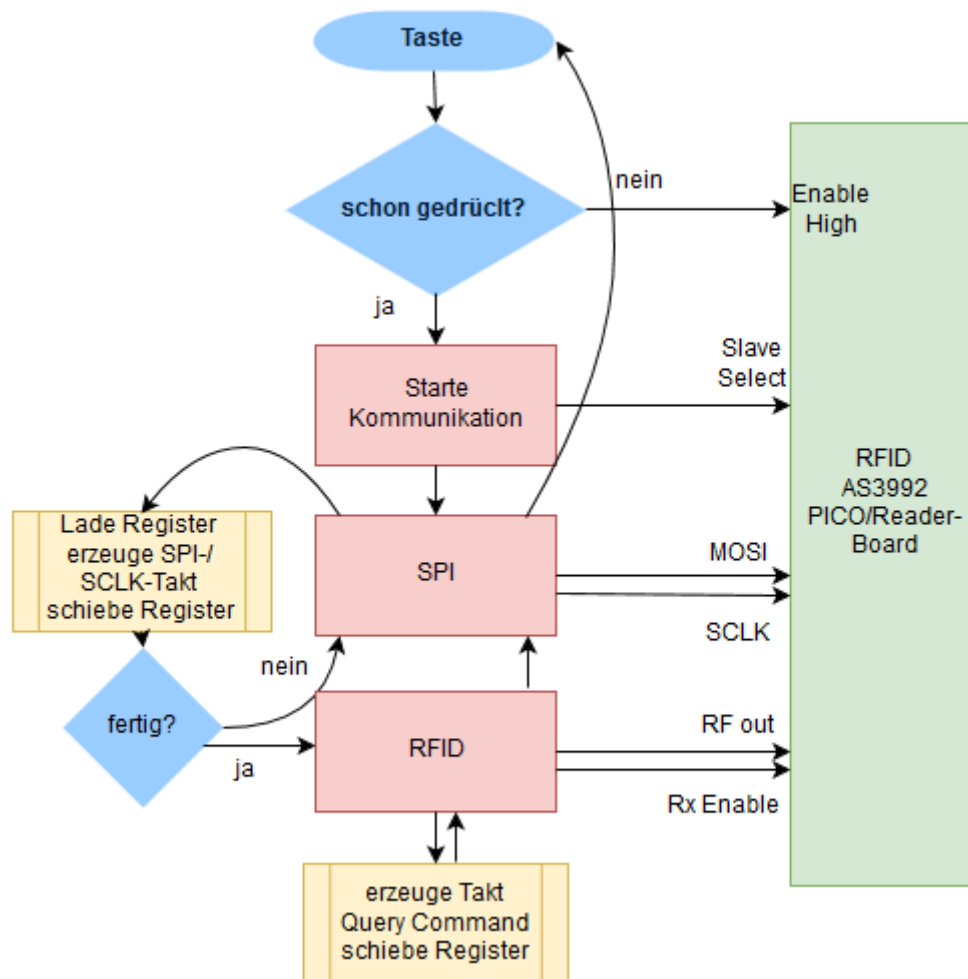 Taste
schon gedrüclt?
nein
Enable
High
ja
Starte
Kommunikation
Slave
Select
RFID
AS3992
PICO/Reader-
Board
Lade Register
erzeuge SPI-/
SCLK-Takt
schiebe Register
SPI
MOSI
SCLK
nein
fertig?
ja
RFID
RF out
Rx Enable
erzeuge Takt
Query Command
schiebe Register